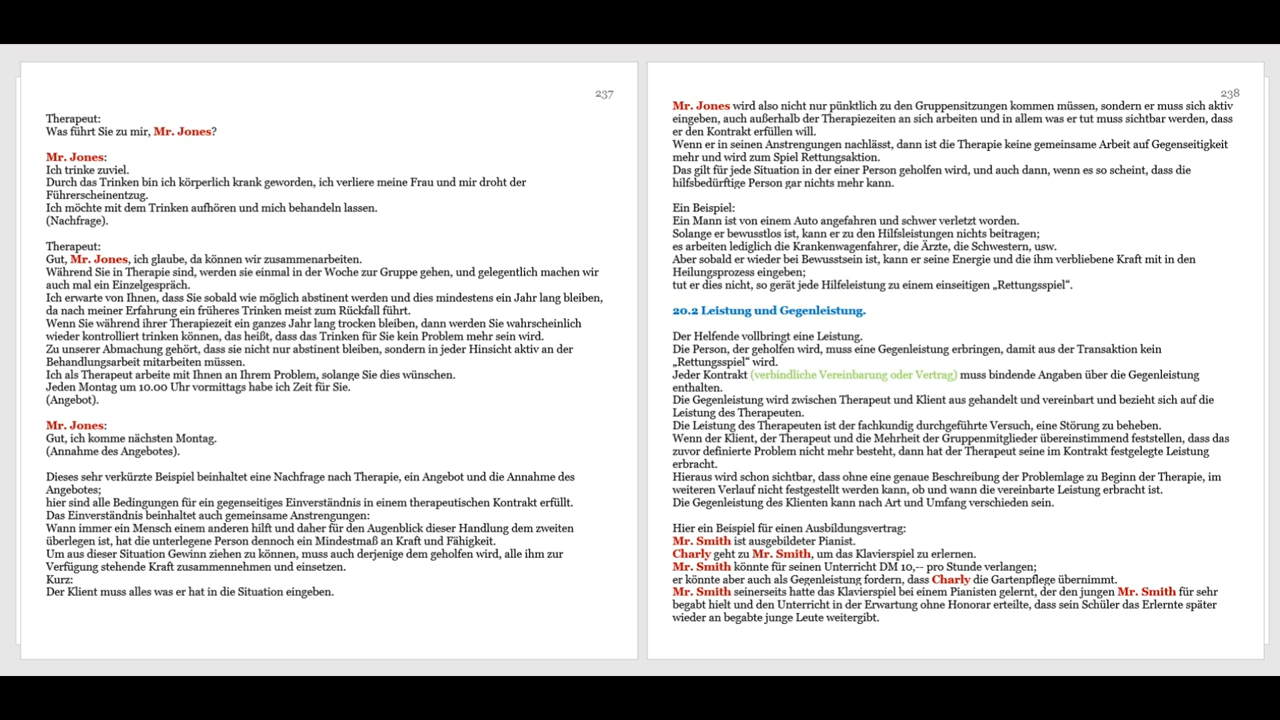 237
Therapeut:
Was führt Sie zu mir, Mr. Jones?
Mr. Jones:
Ich trinke zuviel.
Durch das Trinken bin ich körperlich krank geworden, ich verliere meine Frau und mir droht der
Führerscheinentzug.
Ich möchte mit dem Trinken aufhören und mich behandeln lassen.
(Nachfrage).
Therapeut:
Gut, Mr. Jones, ich glaube, da können wir zusammenarbeiten.
Während Sie in Therapie sind, werden sie einmal in der Woche zur Gruppe gehen, und gelegentlich machen wir
auch mal ein Einzelgespräch.
Ich erwarte von Ihnen, dass Sie sobald wie möglich abstinent werden und dies mindestens ein Jahr lang bleiben,
da nach meiner Erfahrung ein früheres Trinken meist zum Rückfall führt.
Wenn Sie während ihrer Therapiezeit ein ganzes Jahr lang trocken bleiben, dann werden Sie wahrscheinlich
wieder kontrolliert trinken können, das heißt, dass das Trinken für Sie kein Problem mehr sein wird.
Zu unserer Abmachung gehört, dass sie nicht nur abstinent bleiben, sondern in jeder Hinsicht aktiv an der
Behandlungsarbeit mitarbeiten müssen.
Ich als Therapeut arbeite mit Ihnen an Ihrem Problem, solange Sie dies wünschen.
Jeden Montag um 10.00 Uhr vormittags habe ich Zeit für Sie.
(Angebot).
Mr. Jones:
Gut, ich komme nächsten Montag.
(Annahme des Angebotes).
Dieses sehr verkürzte Beispiel beinhaltet eine Nachfrage nach Therapie, ein Angebot und die Annahme des
Angebotes;
hier sind alle Bedingungen für ein gegenseitiges Einverständnis in einem therapeutischen Kontrakt erfüllt.
Das Einverständnis beinhaltet auch gemeinsame Anstrengungen:
Wann immer ein Mensch einem anderen hilft und daher für den Augenblick dieser Handlung dem zweiten
überlegen ist, hat die unterlegene Person dennoch ein Mindestmaß an Kraft und Fähigkeit.
Um aus dieser Situation Gewinn ziehen zu können, muss auch derjenige dem geholfen wird, alle ihm zur
Verfügung stehende Kraft zusammennehmen und einsetzen.
Kurz:
Der Klient muss alles was er hat in die Situation eingeben.
238
Mr. Jones wird also nicht nur pünktlich zu den Gruppensitzungen kommen müssen, sondern er muss sich aktiv
eingeben, auch außerhalb der Therapiezeiten an sich arbeiten und in allem was er tut muss sichtbar werden, dass
er den Kontrakt erfüllen will.
Wenn er in seinen Anstrengungen nachlässt, dann ist die Therapie keine gemeinsame Arbeit auf Gegenseitigkeit
mehr und wird zum Spiel Rettungsaktion.
Das gilt für jede Situation in der einer Person geholfen wird, und auch dann, wenn es so scheint, dass die
hilfsbedürftige Person gar nichts mehr kann.
Ein Beispiel:
Ein Mann ist von einem Auto angefahren und schwer verletzt worden.
Solange er bewusstlos ist, kann er zu den Hilfsleistungen nichts beitragen;
es arbeiten lediglich die Krankenwagenfahrer, die Ärzte, die Schwestern, usw.
Aber sobald er wieder bei Bewusstsein ist, kann er seine Energie und die ihm verbliebene Kraft mit in den
Heilungsprozess eingeben;
tut er dies nicht, so gerät jede Hilfeleistung zu einem einseitigen „Rettungsspiel“.
20.2 Leistung und Gegenleistung.
Der Helfende vollbringt eine Leistung.
Die Person, der geholfen wird, muss eine Gegenleistung erbringen, damit aus der Transaktion kein
„Rettungsspiel“ wird.
Jeder Kontrakt (verbindliche Vereinbarung oder Vertrag) muss bindende Angaben über die Gegenleistung
enthalten.
Die Gegenleistung wird zwischen Therapeut und Klient aus gehandelt und vereinbart und bezieht sich auf die
Leistung des Therapeuten.
Die Leistung des Therapeuten ist der fachkundig durchgeführte Versuch, eine Störung zu beheben.
Wenn der Klient, der Therapeut und die Mehrheit der Gruppenmitglieder übereinstimmend feststellen, dass das
zuvor definierte Problem nicht mehr besteht, dann hat der Therapeut seine im Kontrakt festgelegte Leistung
erbracht.
Hieraus wird schon sichtbar, dass ohne eine genaue Beschreibung der Problemlage zu Beginn der Therapie, im
weiteren Verlauf nicht festgestellt werden kann, ob und wann die vereinbarte Leistung erbracht ist.
Die Gegenleistung des Klienten kann nach Art und Umfang verschieden sein.
Hier ein Beispiel für einen Ausbildungsvertrag:
Mr. Smith ist ausgebildeter Pianist.
Charly geht zu Mr. Smith, um das Klavierspiel zu erlernen.
Mr. Smith könnte für seinen Unterricht DM 10,-- pro Stunde verlangen;
er könnte aber auch als Gegenleistung fordern, dass Charly die Gartenpflege übernimmt.
Mr. Smith seinerseits hatte das Klavierspiel bei einem Pianisten gelernt, der den jungen Mr. Smith für sehr
begabt hielt und den Unterricht in der Erwartung ohne Honorar erteilte, dass sein Schüler das Erlernte später
wieder an begabte junge Leute weitergibt.